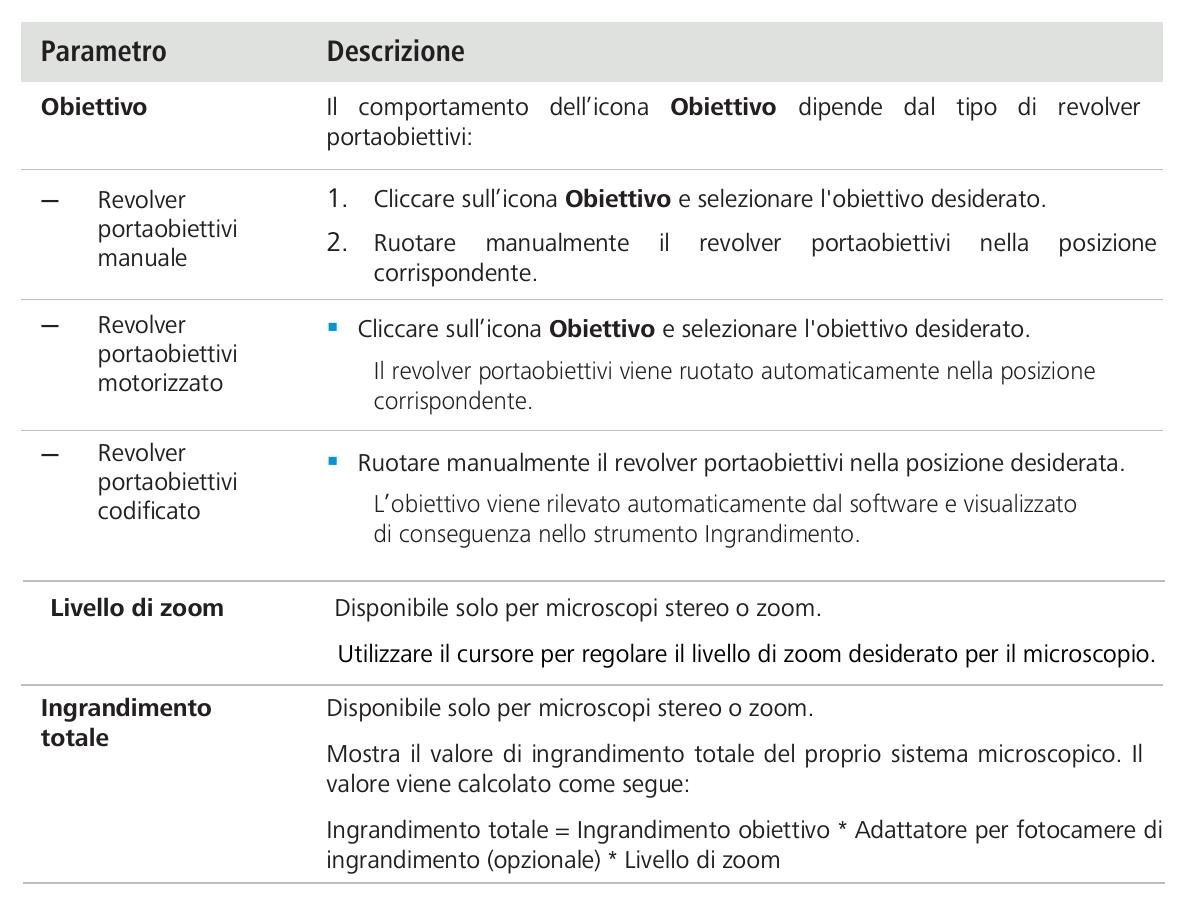 Parametro Descrizione
Obiettivo Il comportamento dell’icona Obiettivo dipende dal tipo di revolver
portaobiettivi:
— Revolver
portaobiettivi
manuale
1. Cliccare sull’icona Obiettivo e selezionare l'obiettivo desiderato.
2. Ruotare manualmente il revolver portaobiettivi nella posizione
corrispondente.
— Revolver
portaobiettivi
motorizzato
▪ Cliccare sull’icona Obiettivo e selezionare l'obiettivo desiderato.
Il revolver portaobiettivi viene ruotato automaticamente nella posizione
corrispondente.
— Revolver
portaobiettivi
codificato
▪ Ruotare manualmente il revolver portaobiettivi nella posizione desiderata.
L’obiettivo viene rilevato automaticamente dal software e visualizzato
di conseguenza nello strumento Ingrandimento.
Livello di zoom Disponibile solo per microscopi stereo o zoom.
Utilizzare il cursore per regolare il livello di zoom desiderato per il microscopio.
Ingrandimento
totale
Disponibile solo per microscopi stereo o zoom.
Mostra il valore di ingrandimento totale del proprio sistema microscopico. Il
valore viene calcolato come segue:
Ingrandimento totale = Ingrandimento obiettivo * Adattatore per fotocamere di
ingrandimento (opzionale) * Livello di zoom